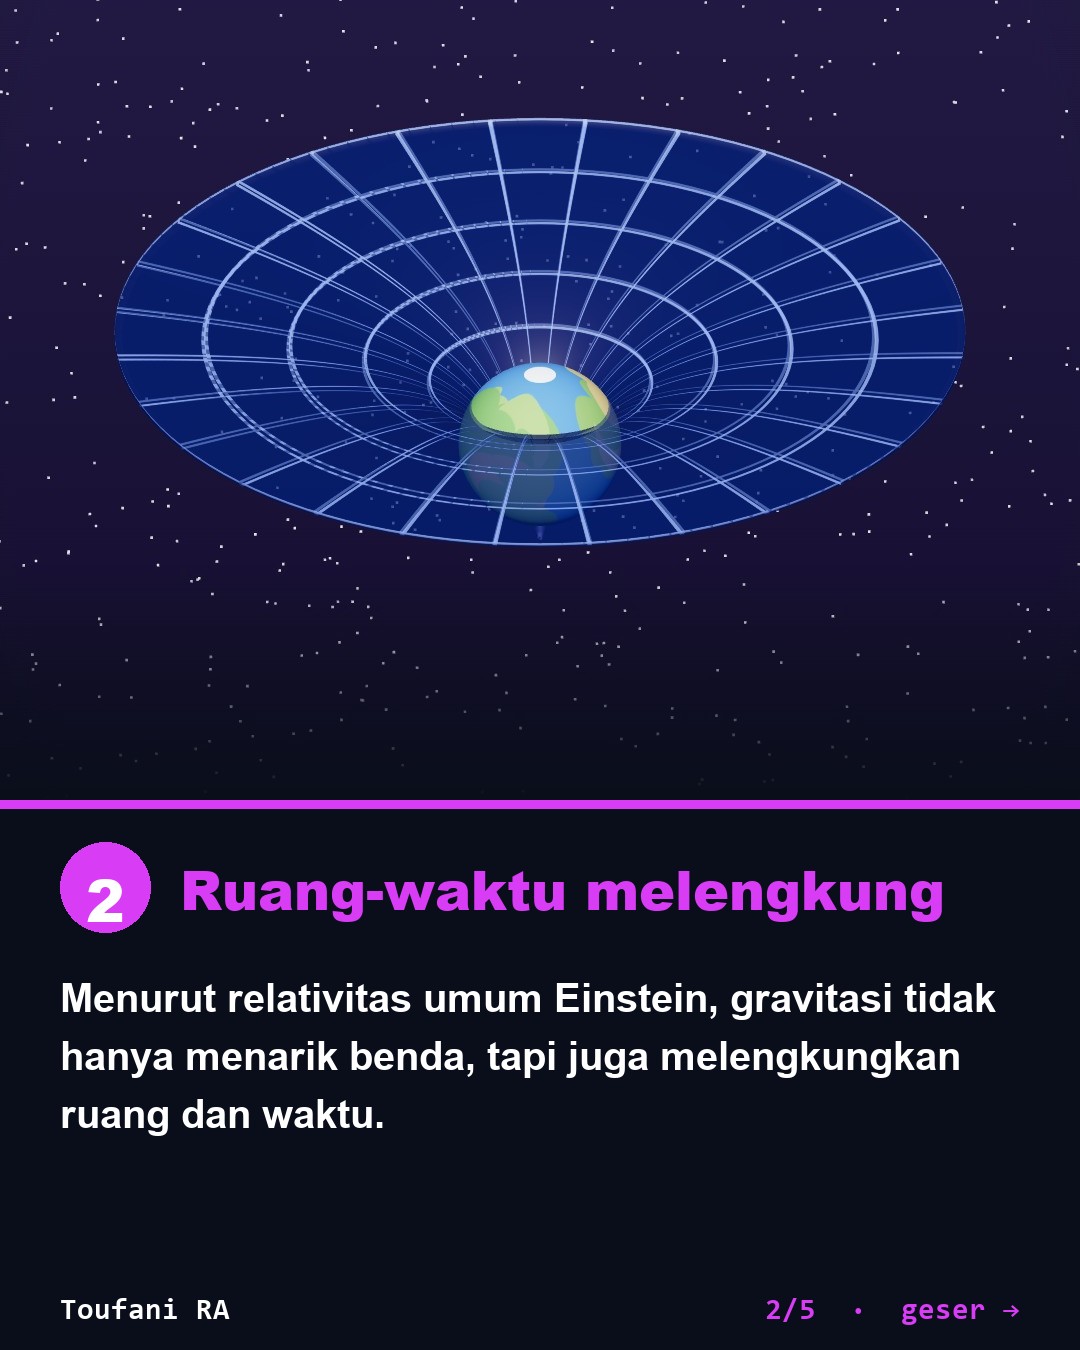 2 Ruang-waktu melengkung
Menurut relativitas umum Einstein, gravitasi tidak
hanya menarik benda, tapi juga melengkungkan
ruang dan waktu.
Toufani RA 2/5 · geser →